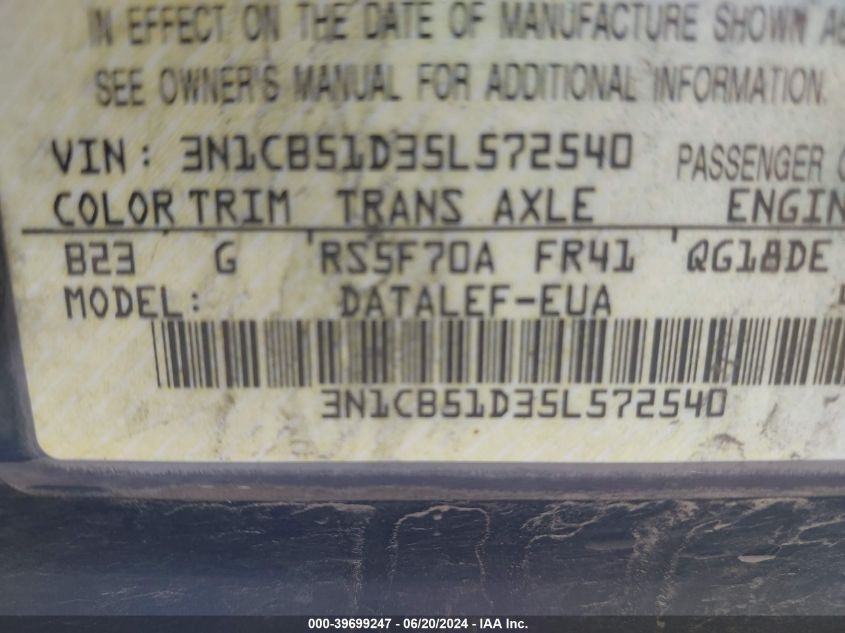 IN EFFECT ON THE DATE OF MANUFACTURE SHOWN
SEE OWNER'S MANUAL FOR ADDITIONAL INFORMATION.
VIN: 3N1CB51D35L572540 PASSENGER
COLOR TRIM TRANS AXLE ENGIN
B23 G RS5F70A FR41 QG18DE
MODEL: DATALEF-EUA
3N1CB51D35L572540
000-39699247 - 06/20/2024 - IAA Inc.